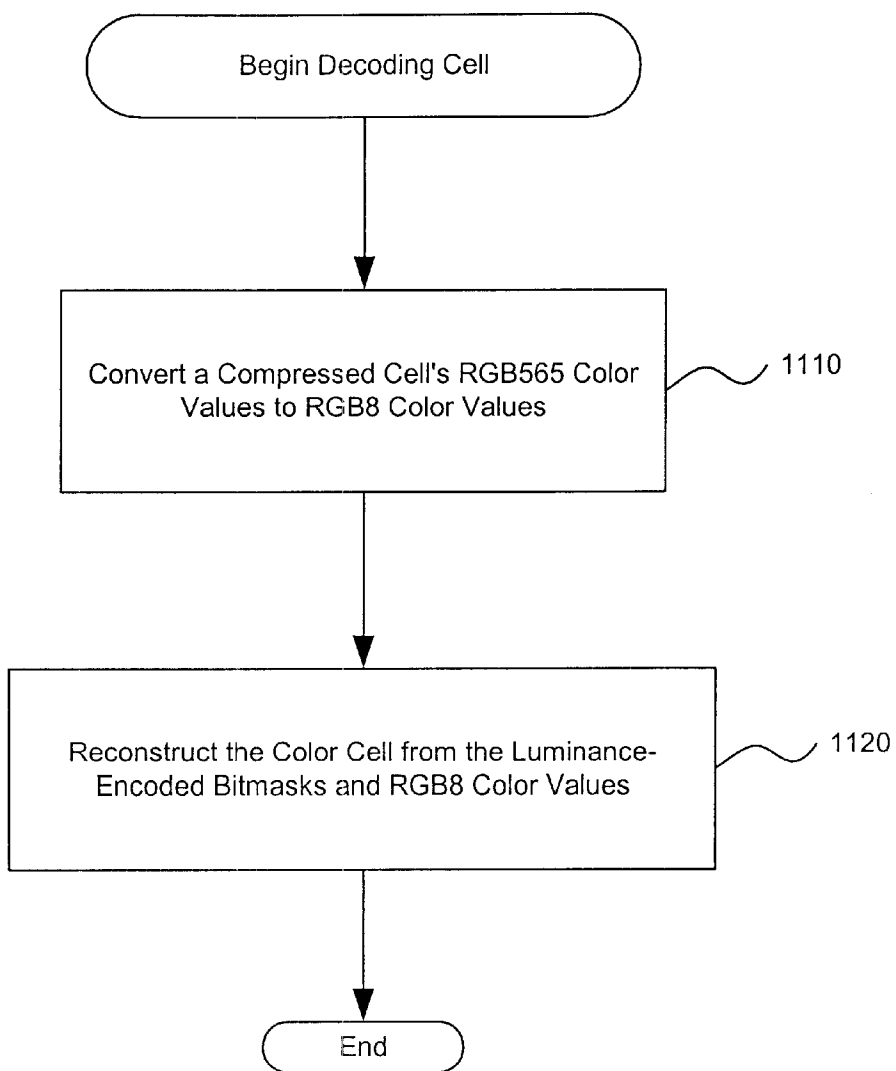 Begin Decoding Cell
Convert a Compressed Cell's RGB565 Color
Values to RGB8 Color Values
1110
Reconstruct the Color Cell from the Luminance-
Encoded Bitmasks and RGB8 Color Values
1120
End